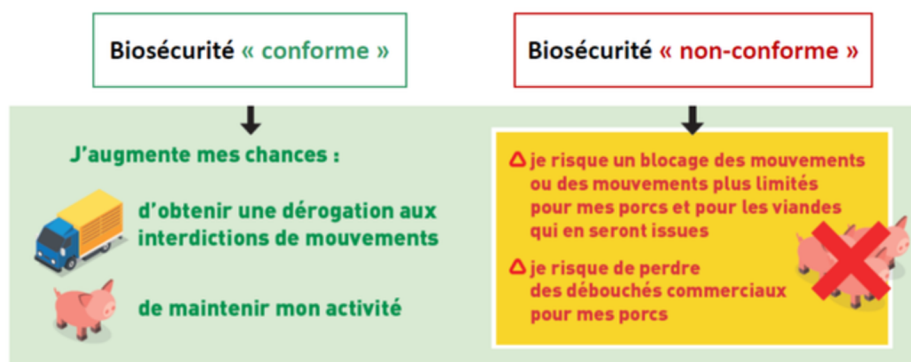 Biosécurité « conforme »
Biosécurité « non-conforme »
J'augmente mes chances :
d'obtenir une dérogation aux
interdictions de mouvements
de maintenir mon activité
je risque un blocage des mouvements
ou des mouvements plus limités
pour mes porcs et pour les viandes
qui en seront issues
je risque de perdre
des débouchés commerciaux
pour mes porcs